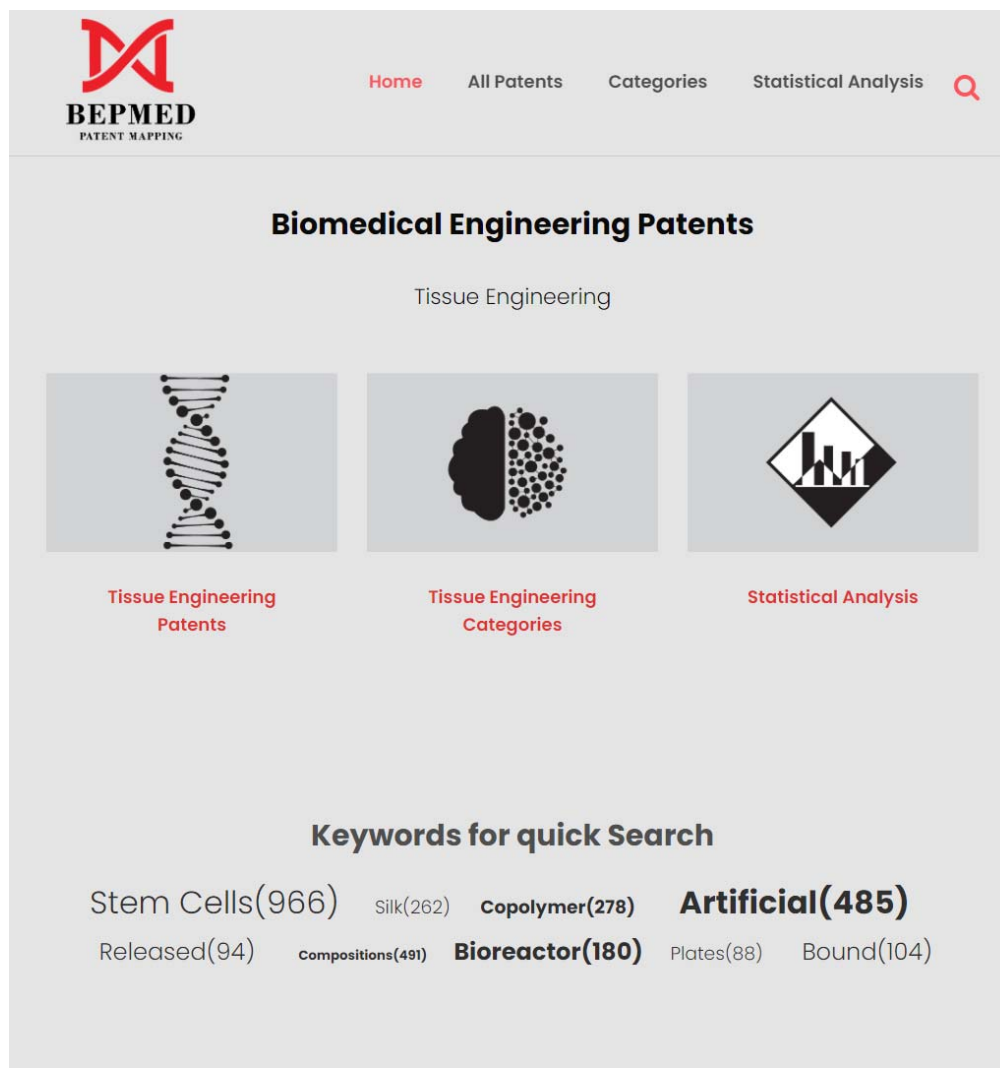 BEPMED
PATENT MAPPING
Home All Patents Categories Statistical Analysis
Biomedical Engineering Patents
Tissue Engineering
Tissue Engineering
Patents
Tissue Engineering
Categories
Statistical Analysis
Keywords for quick Search
Stem Cells(966) Silk(262) Copolymer(278) Artificial(485)
Released(94) Compositions(491) Bioreactor(180) Plates(88) Bound(104)